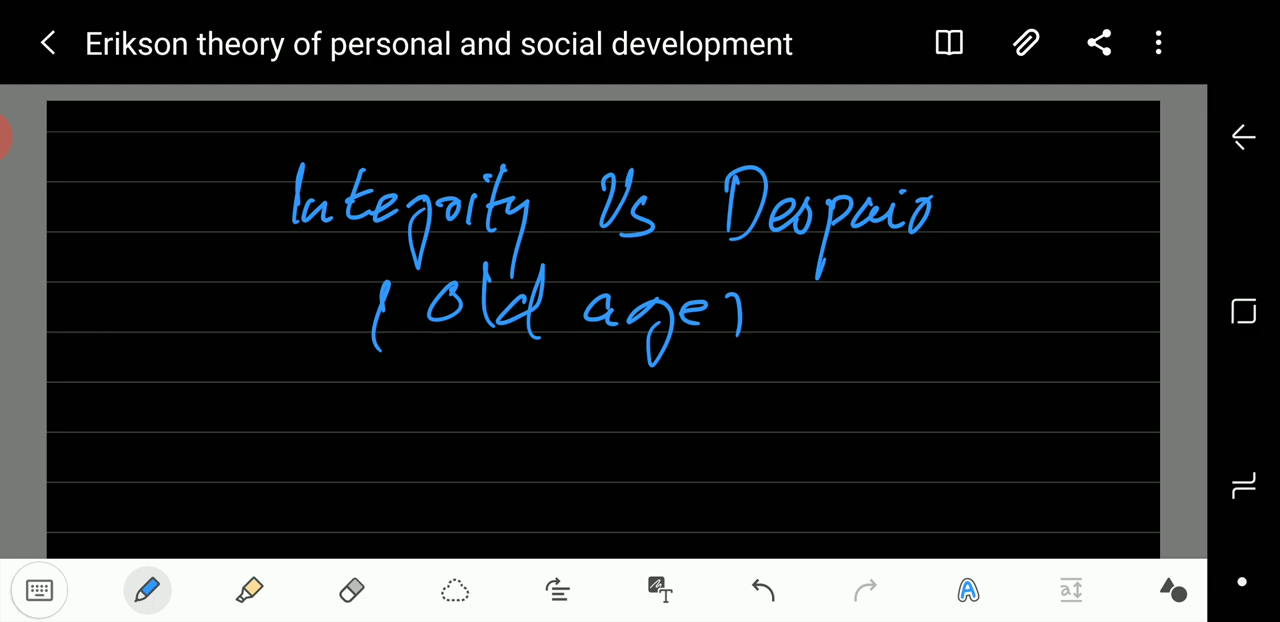 Erikson theory of personal and social development
Integrity Vs Despair
(Old age)